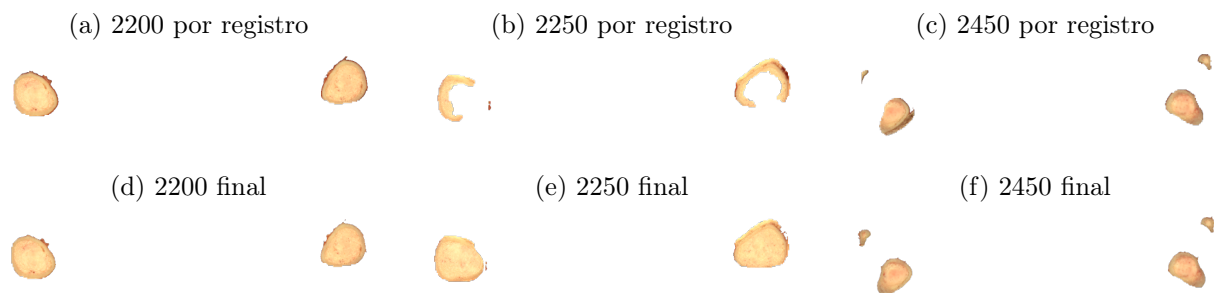 (a) 2200 por registro
(b) 2250 por registro
(c) 2450 por registro
(d) 2200 final
(e) 2250 final
(f) 2450 final